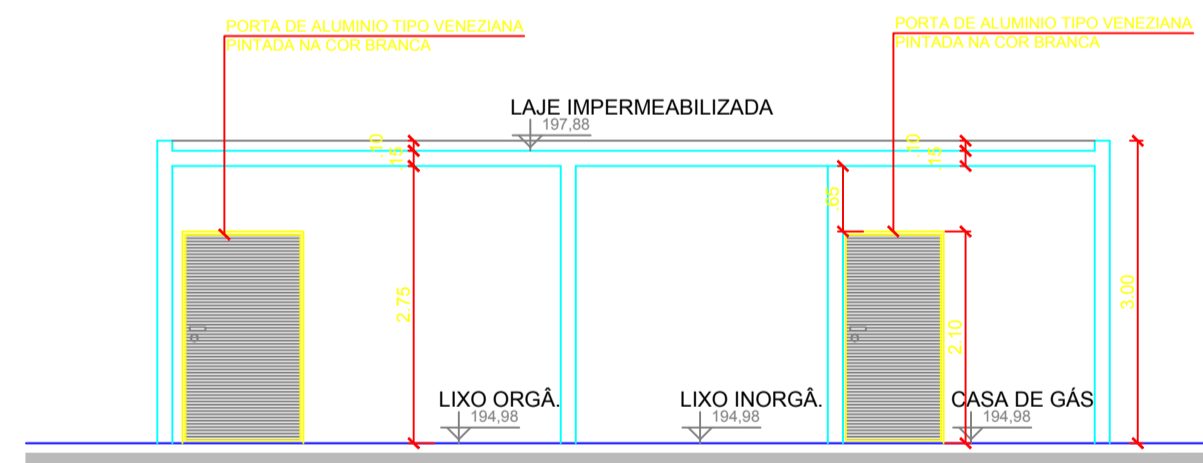 PORTA DE ALUMINIO TIPO VENEZIANA
PINTADA NA COR BRANCA
PORTA DE ALUMINIO TIPO VENEZIANA
PINTADA NA COR BRANCA
LAJE IMPERMEABILIZADA
197,88
.10
.15
.10
.15
.65
2.75
3.00
2.10
LIXO ORGÂ.
194,98
LIXO INORGÂ.
194,98
CASA DE GÁS
194,98